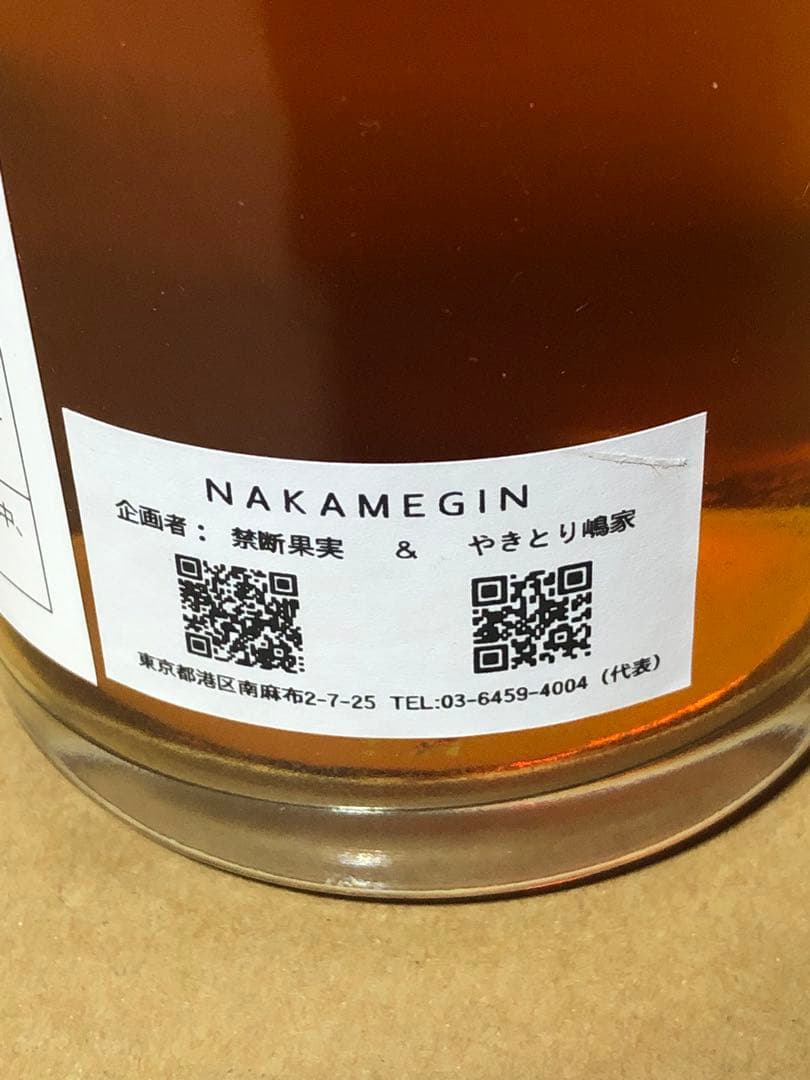 中、
NAKAMEGIN
企画者： 禁断果実 & やきとり嶋家
東京都港区南麻布2-7-25 TEL:03-6459-4004（代表）